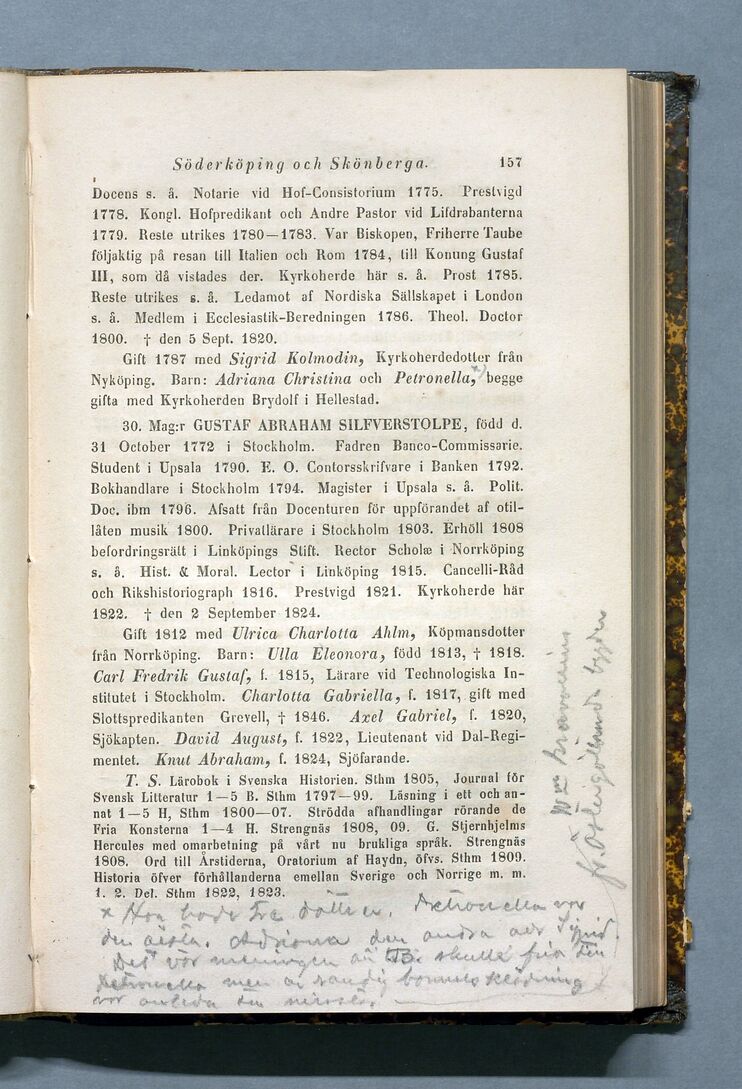 Söderköping och Skönberga. 157
Docens s. å. Notarie vid Hof-Consistorium 1775. Prestvigd
1778. Kongl. Hofpredikant och Andre Pastor vid Lifdrabanterna
1779. Reste utrikes 1780—1783. Var Biskopen, Friherre Taube
följaktig på resan till Italien och Rom 1784, till Konung Gustaf
III, som då vistades der. Kyrkoherde här s. å. Prost 1785.
Reste utrikes s. å. Ledamot af Nordiska Sällskapet i London
s. å. Medlem i Ecclesiastik-Beredningen 1786. Theol. Doctor
1800. † den 5 Sept. 1820.
Gift 1787 med Sigrid Kolmodin, Kyrkoherdedotter från
Nyköping. Barn: Adriana Christina och Petronella, x) begge
gifta med Kyrkoherden Brydolf i Hellestad.
30. Mag:r GUSTAF ABRAHAM SILFVERSTOLPE, född d.
31 October 1772 i Stockholm. Fadren Banco-Commissarie.
Student i Upsala 1790. E. O. Contorsskrifvare i Banken 1792.
Bokhandlare i Stockholm 1794. Magister i Upsala s. å. Polit.
Doc. ibm 1796. Afsatt från Docenturen för uppförandet af otil-
låten musik 1800. Privatlärare i Stockholm 1803. Erhöll 1808
befordringsrätt i Linköpings Stift. Rector Scholæ i Norrköping
s. å. Hist. & Moral. Lector i Linköping 1815. Cancelli-Råd
och Rikshistoriograph 1816. Prestvigd 1821. Kyrkoherde här
1822. † den 2 September 1824.
Gift 1812 med Ulrica Charlotta Ahlm, Köpmansdotter
från Norrköping. Barn: Ulla Eleonora, född 1813, † 1818.
Carl Fredrik Gustaf, f. 1815, Lärare vid Technologiska In-
stitutet i Stockholm. Charlotta Gabriella, f. 1817, gift med
Slottspredikanten Grevell, † 1846. Axel Gabriel, f. 1820,
Sjökapten. David August, f. 1822, Lieutenant vid Dal-Regi-
mentet. Knut Abraham, f. 1824, Sjöfarande.
T. S. Lärobok i Svenska Historien. Sthm 1805, Journal för
Svensk Litteratur 1—5 B. Sthm 1797—99. Läsning i ett och an-
nat 1—5 H, Sthm 1800—07. Strödda afhandlingar rörande de
Fria Konsterna 1—4 H. Strengnäs 1808, 09. G. Stjernhjelms
Hercules med omarbetning på vårt nu brukliga språk. Strengnäs
1808. Ord till Årstiderna, Oratorium af Haydn, öfvs. Sthm 1809.
Historia öfver förhållanderna emellan Sverige och Norrige m. m.
1. 2. Del. Sthm 1822, 1823.
x Hon hade tre döttrar. Petronella var
den äldsta. Adriana den andra och Sigrid
Det var meningen att B. skulle fria till
Petronella men